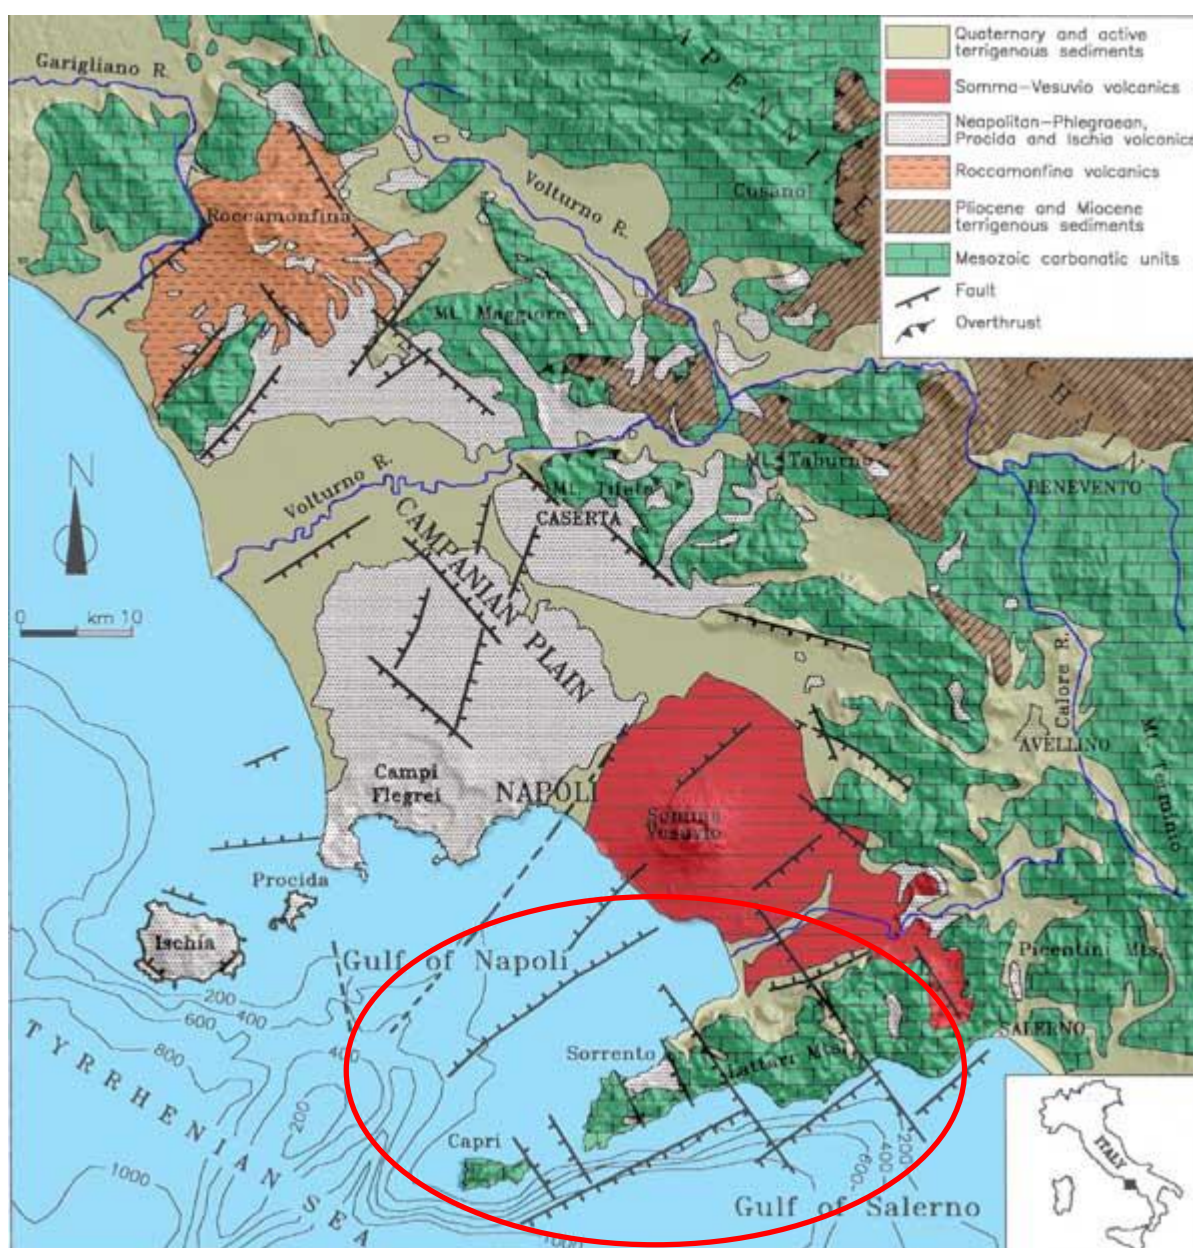 Garigliano R.
APENNINE
Quaternary and active
terrigenous sediments
Somma-Vesuvio volcanics
Neapolitan-Phlegraean,
Procida and Ischia volcanics
Roccamonfina volcanics
Pliocene and Miocene
terrigenous sediments
Mesozoic carbonatic units
Fault
Overthrust
Volturno R.
Cusano
Roccamonfina
Mt. Maggiore
CHAIN
N
Volturno R.
Mt. Taburno
Mt. Tifata
BENEVENTO
CASERTA
CAMPANIAN PLAIN
0 km 10
Calore R.
AVELLINO
Mt. Terminio
Campi
Flegrei
NAPOLI
Somma
Vesuvio
Procida
Ischia
Gulf of Napoli
Picentini Mts.
200
400
600
800
400
200
1000
TYRRHENIAN SEA
SALERNO
Sorrento
Lattari Mts.
Capri
200
400
600
1000
Gulf of Salerno
ITALY